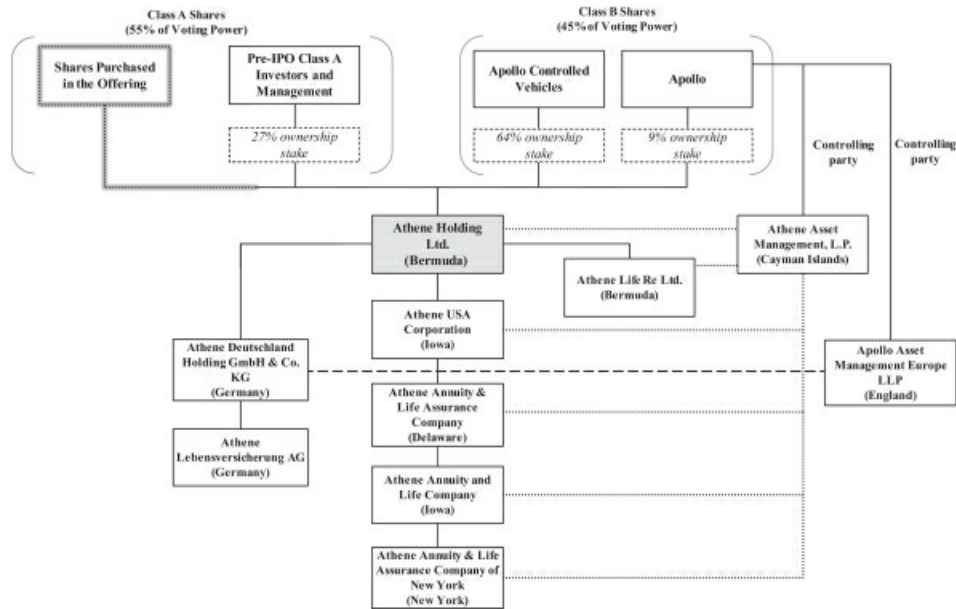 Class A Shares
(55% of Voting Power)
Class B Shares
(45% of Voting Power)
Shares Purchased
in the Offering
Pre-IPO Class A
Investors and
Management
Apollo Controlled
Vehicles
Apollo
27% ownership
stake
64% ownership
stake
9% ownership
stake
Controlling
party
Controlling
party
Athene Holding
Ltd.
(Bermuda)
Athene Asset
Management, L.P.
(Cayman Islands)
Athene Life Re Ltd.
(Bermuda)
Athene USA
Corporation
(Iowa)
Athene Deutschland
Holding GmbH & Co.
KG
(Germany)
Apollo Asset
Management Europe
LLP
(England)
Athene Annuity &
Life Assurance
Company
(Delaware)
Athene
Lebensversicherung AG
(Germany)
Athene Annuity and
Life Company
(Iowa)
Athene Annuity & Life
Assurance Company of
New York
(New York)